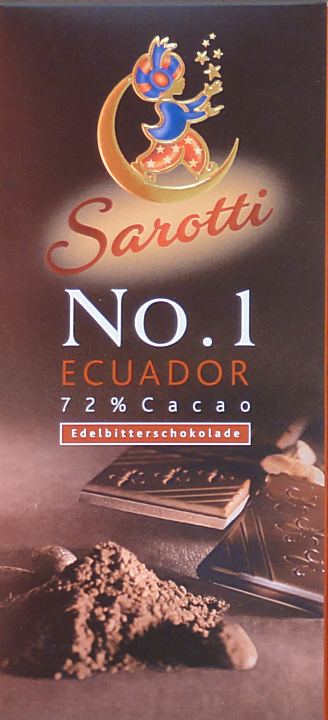 Sarotti
No.1
ECUADOR
72% Cacao
Edelbitterschokolade